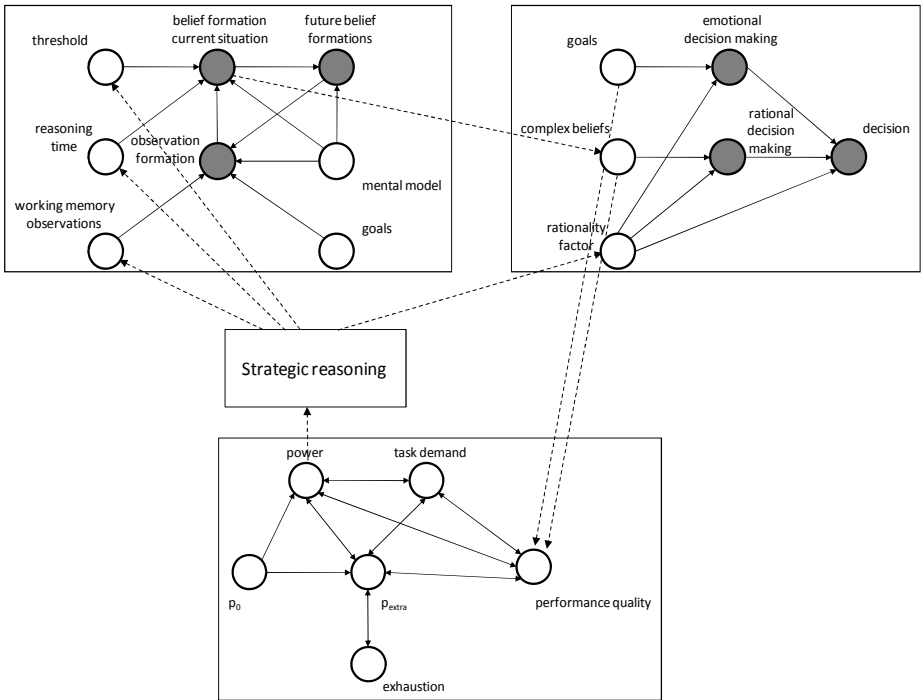 threshold
belief formation
current situation
future belief
formations
reasoning
time
observation
formation
mental model
working memory
observations
goals
goals
emotional
decision making
complex beliefs
rational
decision
making
decision
rationality
factor
Strategic reasoning
power
task demand
p0
pextra
performance quality
exhaustion